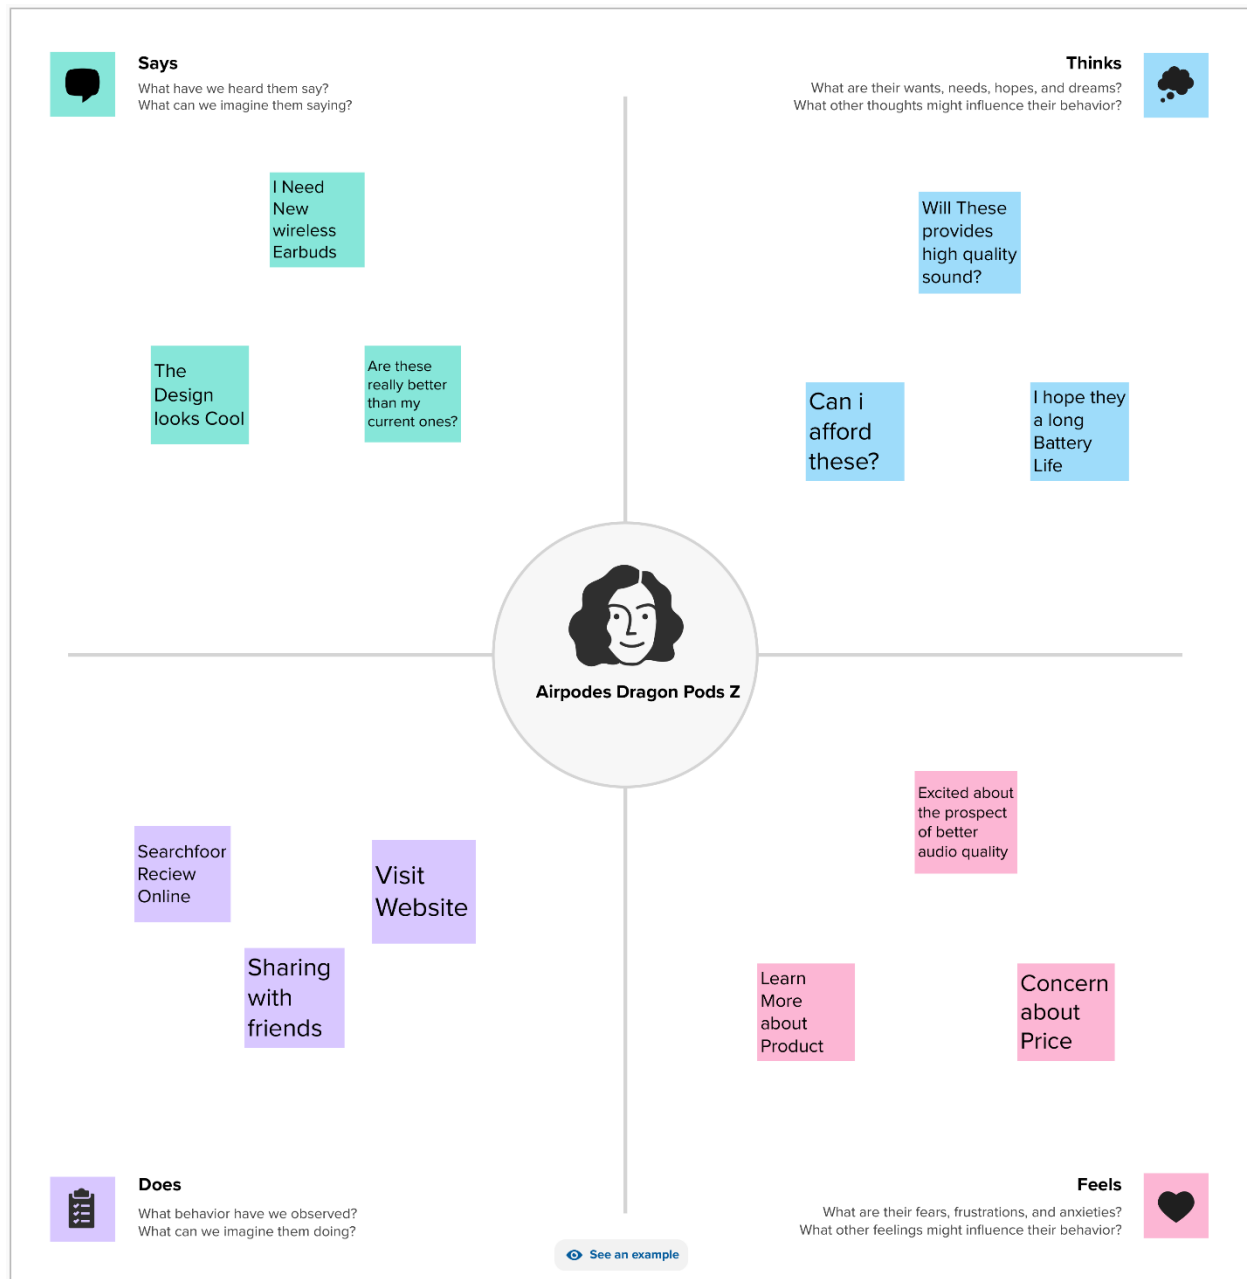 Says
What have we heard them say?
What can we imagine them saying?
Thinks
What are their wants, needs, hopes, and dreams?
What other thoughts might influence their behavior?
I Need
New
wireless
Earbuds
The
Design
looks Cool
Are these
really better
than my
current ones?
Will These
provides
high quality
sound?
Can i
afford
these?
I hope they
a long
Battery
Life
Airpodes Dragon Pods Z
Searchfoor
Reciew
Online
Visit
Website
Sharing
with
friends
Excited about
the prospect
of better
audio quality
Learn
More
about
Product
Concern
about
Price
Does
What behavior have we observed?
What can we imagine them doing?
Feels
What are their fears, frustrations, and anxieties?
What other feelings might influence their behavior?
See an example